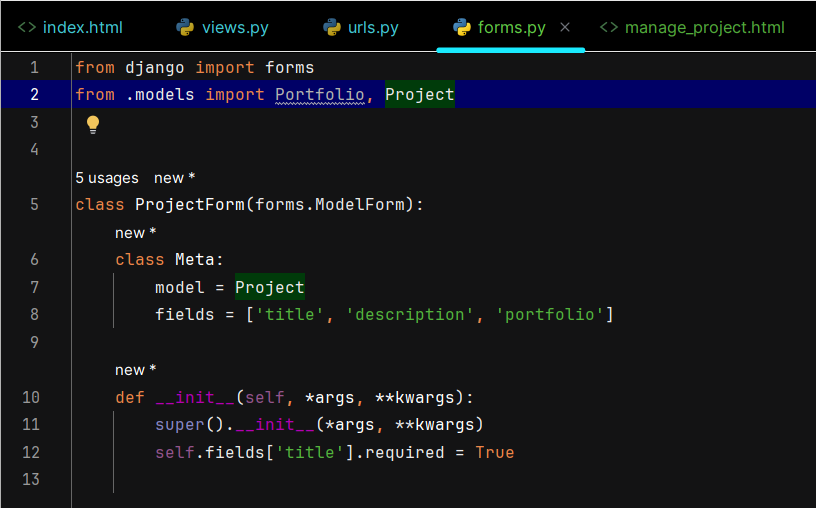 index.html views.py urls.py forms.py manage_project.html
1 from django import forms
2 from .models import Portfolio, Project
3
4
5 usages new *
5 class ProjectForm(forms.ModelForm):
new *
6 class Meta:
7 model = Project
8 fields = ['title', 'description', 'portfolio']
9
new *
10 def __init__(self, *args, **kwargs):
11 super().__init__(*args, **kwargs)
12 self.fields['title'].required = True
13